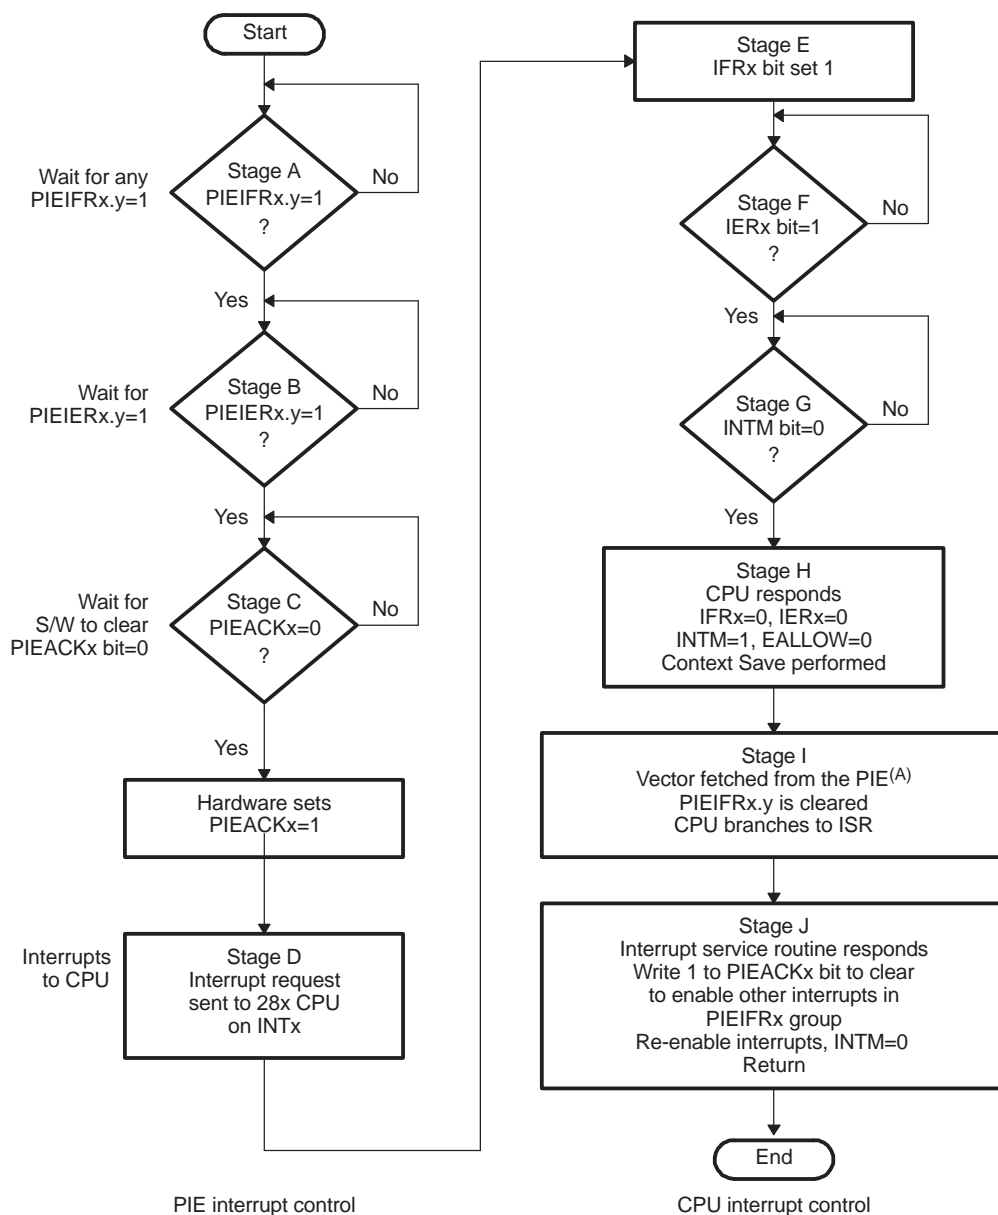 Start
Wait for any
PIEIFRx.y=1
Stage A
PIEIFRx.y=1
?
No
Yes
Wait for
PIEIERx.y=1
Stage B
PIEIERx.y=1
?
No
Yes
Wait for
S/W to clear
PIEACKx bit=0
Stage C
PIEACKx=0
?
No
Yes
Hardware sets
PIEACKx=1
Interrupts
to CPU
Stage D
Interrupt request
sent to 28x CPU
on INTx
PIE interrupt control
Stage E
IFRx bit set 1
Stage F
IERx bit=1
?
No
Yes
Stage G
INTM bit=0
?
No
Yes
Stage H
CPU responds
IFRx=0, IERx=0
INTM=1, EALLOW=0
Context Save performed
Stage I
Vector fetched from the PIE(A)
PIEIFRx.y is cleared
CPU branches to ISR
Stage J
Interrupt service routine responds
Write 1 to PIEACKx bit to clear
to enable other interrupts in
PIEIFRx group
Re-enable interrupts, INTM=0
Return
End
CPU interrupt control